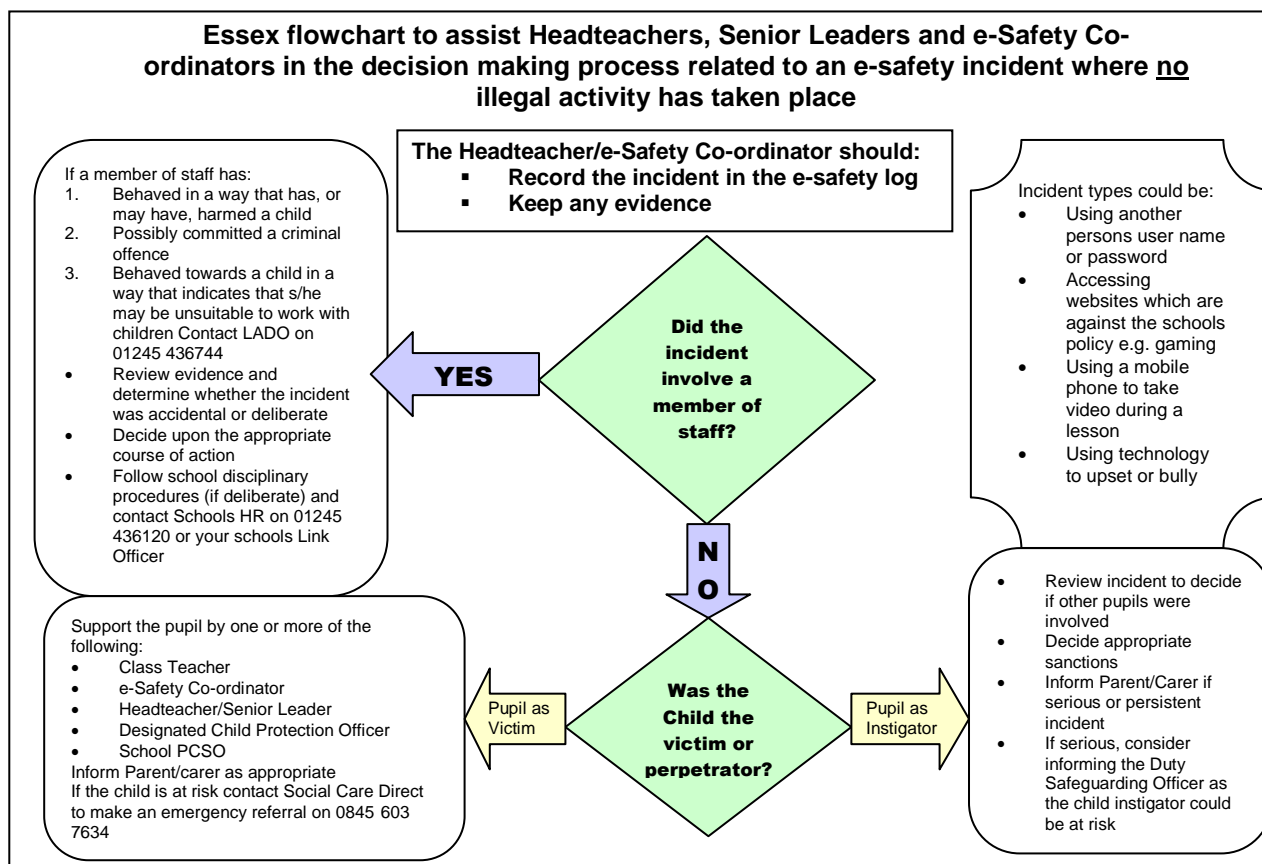 Essex flowchart to assist Headteachers, Senior Leaders and e-Safety Co-
ordinators in the decision making process related to an e-safety incident where no
illegal activity has taken place
The Headteacher/e-Safety Co-ordinator should:
▪ Record the incident in the e-safety log
▪ Keep any evidence
If a member of staff has:
1. Behaved in a way that has, or
may have, harmed a child
2. Possibly committed a criminal
offence
3. Behaved towards a child in a
way that indicates that s/he
may be unsuitable to work with
children Contact LADO on
01245 436744
• Review evidence and
determine whether the incident
was accidental or deliberate
• Decide upon the appropriate
course of action
• Follow school disciplinary
procedures (if deliberate) and
contact Schools HR on 01245
436120 or your schools Link
Officer
YES
Did the
incident
involve a
member of
staff?
Incident types could be:
• Using another
persons user name
or password
• Accessing
websites which are
against the schools
policy e.g. gaming
• Using a mobile
phone to take
video during a
lesson
• Using technology
to upset or bully
N
O
Support the pupil by one or more of the
following:
• Class Teacher
• e-Safety Co-ordinator
• Headteacher/Senior Leader
• Designated Child Protection Officer
• School PCSO
Inform Parent/carer as appropriate
If the child is at risk contact Social Care Direct
to make an emergency referral on 0845 603
7634
Pupil as
Victim
Was the
Child the
victim or
perpetrator?
Pupil as
Instigator
• Review incident to decide
if other pupils were
involved
• Decide appropriate
sanctions
• Inform Parent/Carer if
serious or persistent
incident
• If serious, consider
informing the Duty
Safeguarding Officer as
the child instigator could
be at risk